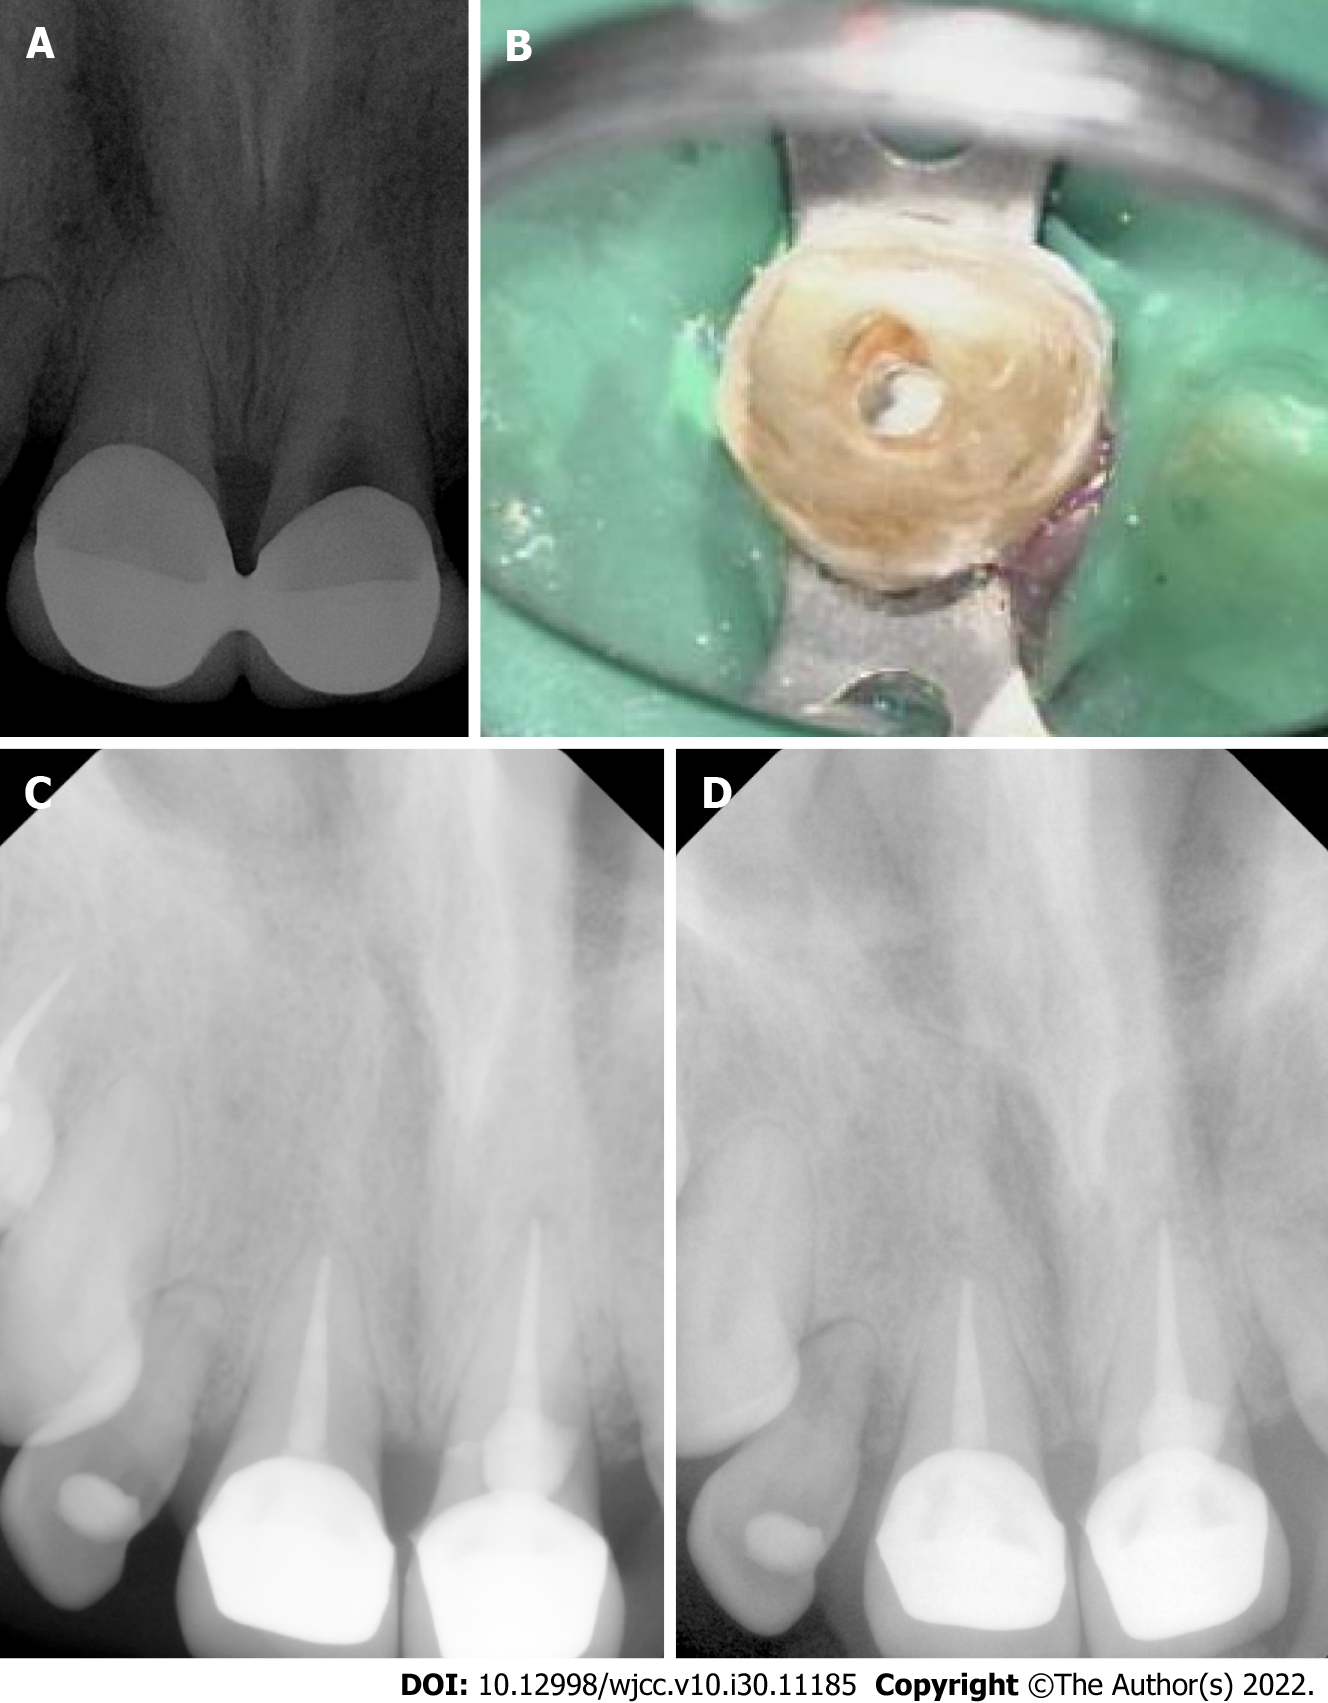 A
B
C
D
DOI: 10.12998/wjcc.v10.i30.11185 Copyright ©The Author(s) 2022.